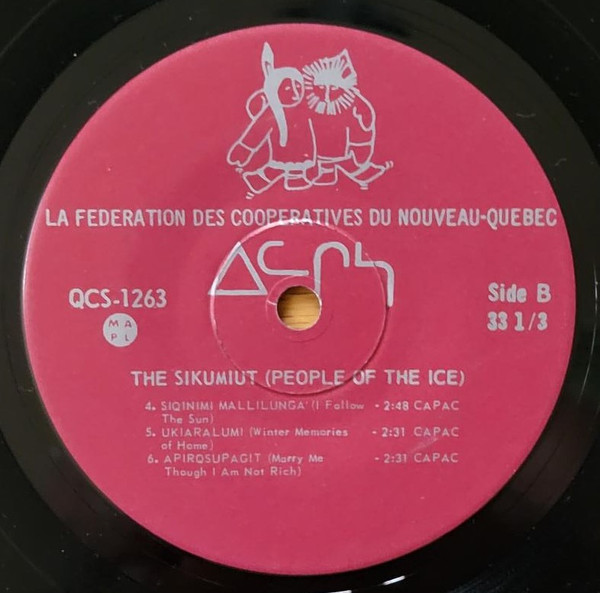 LA FEDERATION DES COOPERATIVES DU NOUVEAU-QUEBEC
ᐃᓚᒋᓴ
QCS-1263
M A
P L
Side B
33 1/3
THE SIKUMIUT (PEOPLE OF THE ICE)
4. SIQINIMI MALLILUNGA (I Follow The Sun) - 2:48 CAPAC
5. UKIARALUMI (Winter Memories of Home) - 2:31 CAPAC
6. APIRQSUPAGIT (Marry Me Though I Am Not Rich) - 2:31 CAPAC